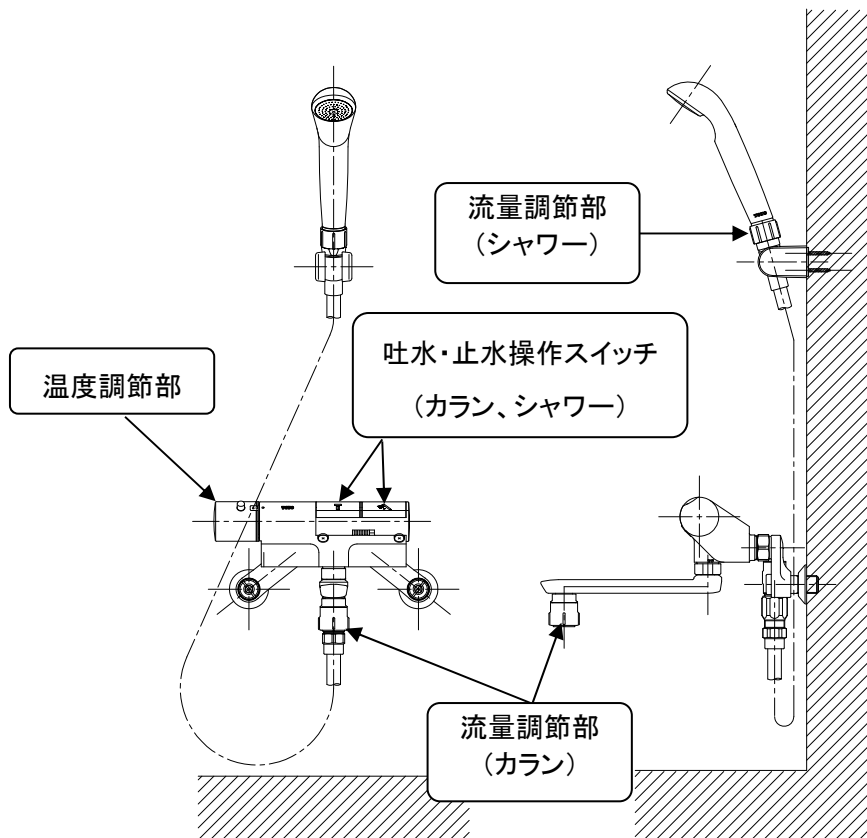 流量調節部
(シャワー)
吐水・止水操作スイッチ
(カラン、シャワー)
温度調節部
流量調節部
(カラン)